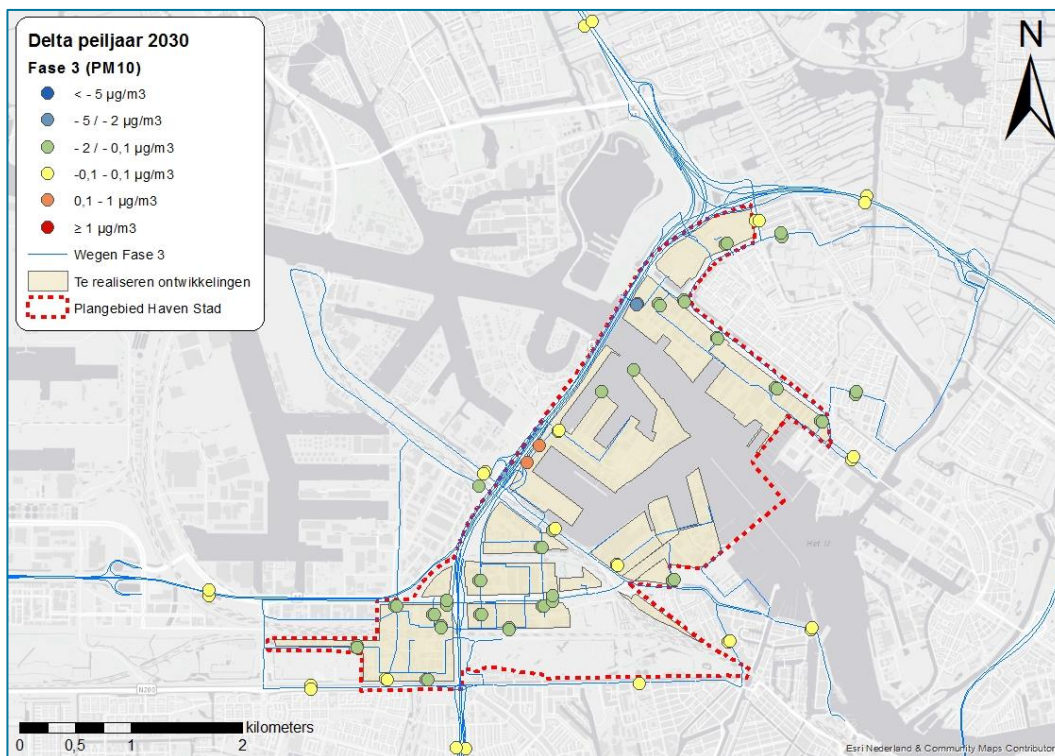 Delta peiljaar 2030
Fase 3 (PM10)
< - 5 µg/m3
- 5 / - 2 µg/m3
- 2 / - 0,1 µg/m3
-0,1 - 0,1 µg/m3
0,1 - 1 µg/m3
≥ 1 µg/m3
Wegen Fase 3
Te realiseren ontwikkelingen
Plangebied Haven Stad
N
Het IJ
N200
kilometers
0 0,5 1 2
Esri Nederland & Community Maps Contributor